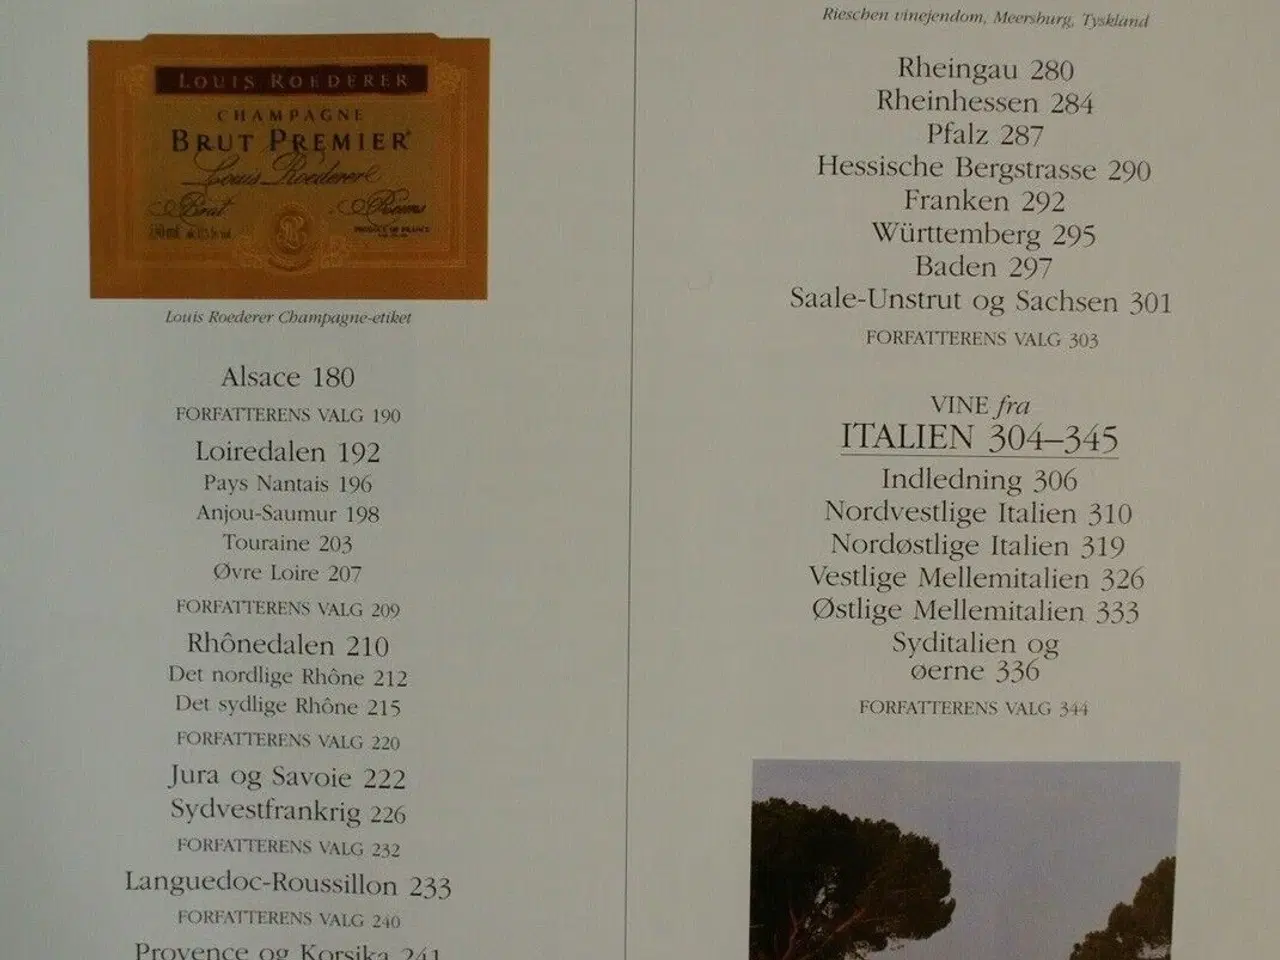 LOUIS ROEDERER
CHAMPAGNE
BRUT PREMIER
Louis Roederer
Brut Reims
PRODUCE OF FRANCE
Louis Roederer Champagne-etiket
Alsace 180
FORFATTERENS VALG 190
Loiredalen 192
Pays Nantais 196
Anjou-Saumur 198
Touraine 203
Øvre Loire 207
FORFATTERENS VALG 209
Rhônedalen 210
Det nordlige Rhône 212
Det sydlige Rhône 215
FORFATTERENS VALG 220
Jura og Savoie 222
Sydvestfrankrig 226
FORFATTERENS VALG 232
Languedoc-Roussillon 233
FORFATTERENS VALG 240
Provence og Korsika 241
Rieschen vinejendom, Meersburg, Tyskland
Rheingau 280
Rheinhessen 284
Pfalz 287
Hessische Bergstrasse 290
Franken 292
Württemberg 295
Baden 297
Saale-Unstrut og Sachsen 301
FORFATTERENS VALG 303
VINE fra
ITALIEN 304–345
Indledning 306
Nordvestlige Italien 310
Nordøstlige Italien 319
Vestlige Mellemitalien 326
Østlige Mellemitalien 333
Syditalien og
øerne 336
FORFATTERENS VALG 344